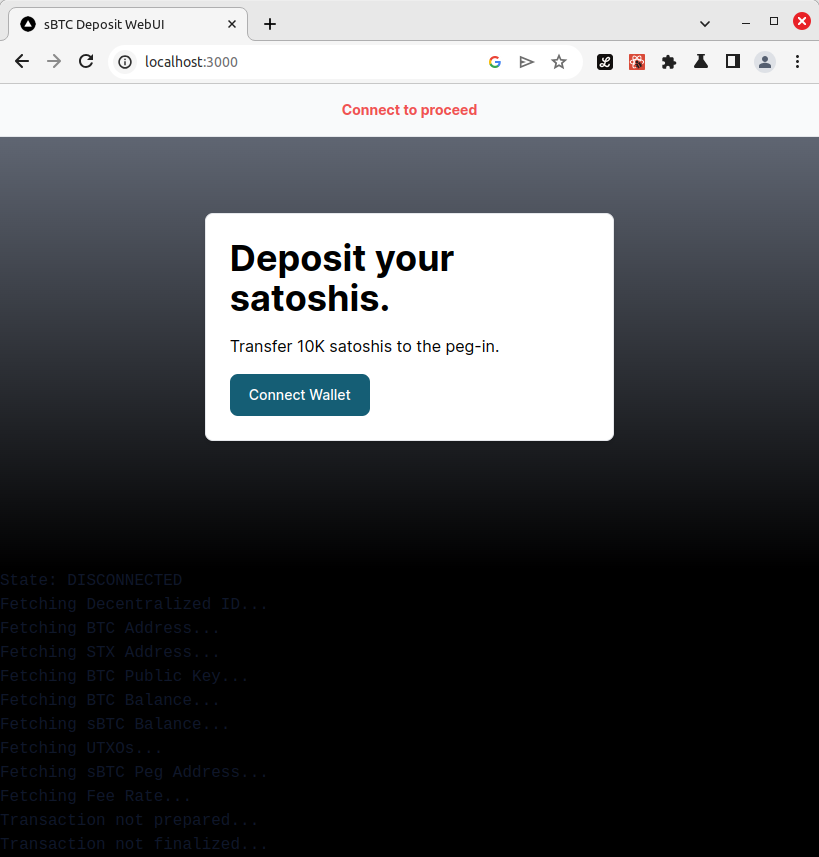 sBTC Deposit WebUI
localhost:3000
Connect to proceed
Deposit your
satoshis.
Transfer 10K satoshis to the peg-in.
Connect Wallet
State: DISCONNECTED
Fetching Decentralized ID...
Fetching BTC Address...
Fetching STX Address...
Fetching BTC Public Key...
Fetching BTC Balance...
Fetching sBTC Balance...
Fetching UTXOs...
Fetching sBTC Peg Address...
Fetching Fee Rate...
Transaction not prepared...
Transaction not finalized...